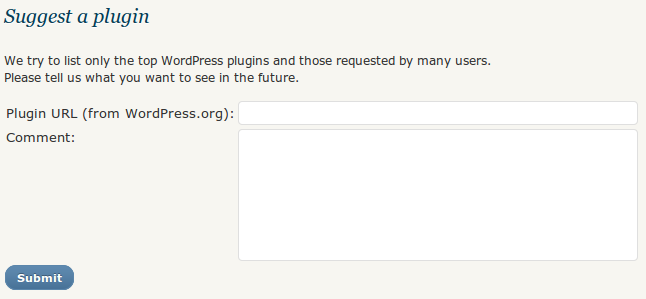 Suggest a plugin
We try to list only the top WordPress plugins and those requested by many users.
Please tell us what you want to see in the future.
Plugin URL (from WordPress.org):
Comment:
Submit